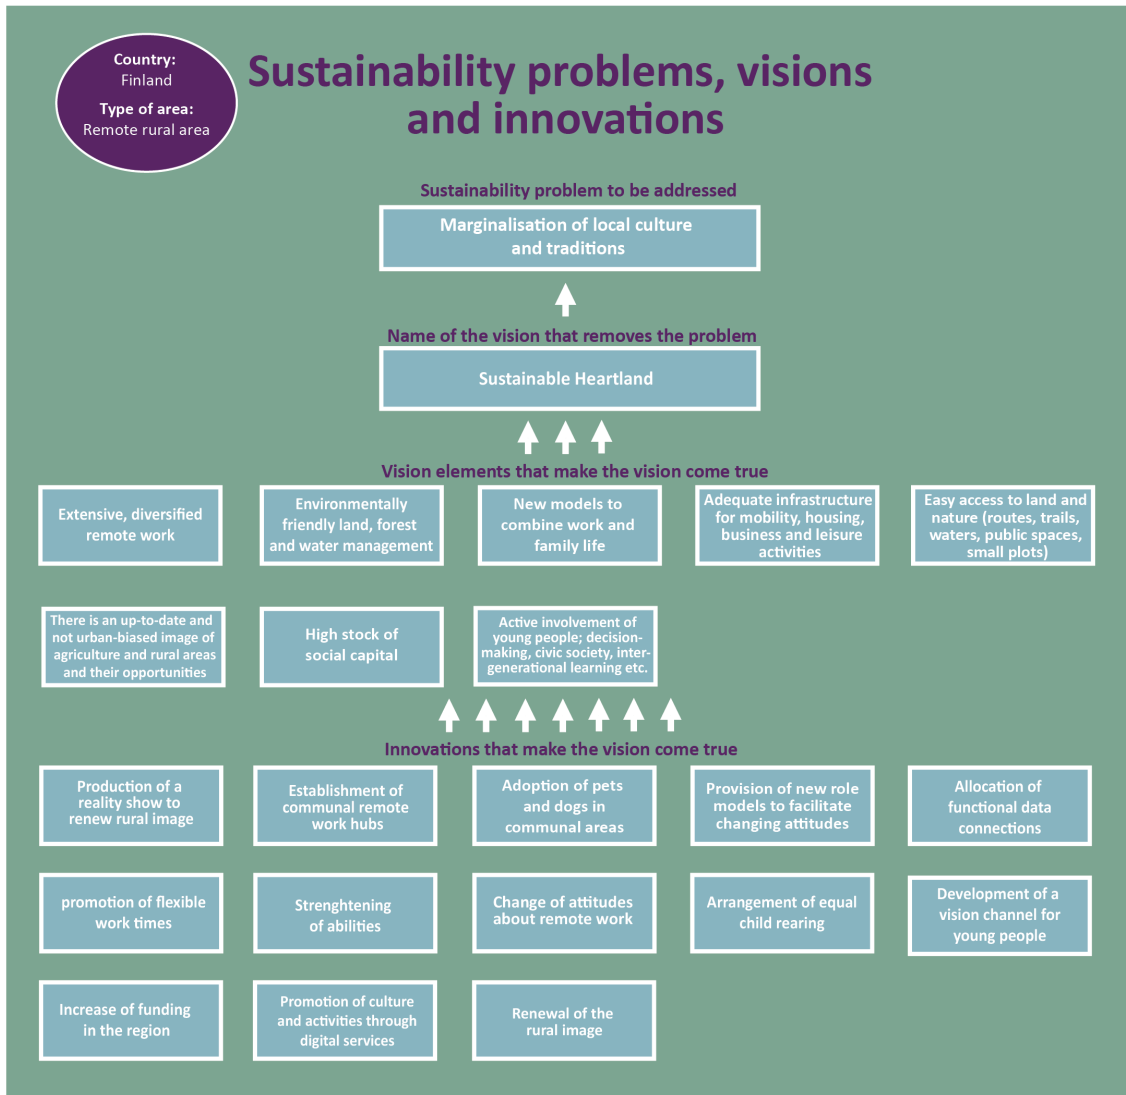 Country:
Finland
Type of area:
Remote rural area
Sustainability problems, visions
and innovations
Sustainability problem to be addressed
Marginalisation of local culture
and traditions
Name of the vision that removes the problem
Sustainable Heartland
Vision elements that make the vision come true
Extensive, diversified
remote work
Environmentally
friendly land, forest
and water management
New models to
combine work and
family life
Adequate infrastructure
for mobility, housing,
business and leisure
activities
Easy access to land and
nature (routes, trails,
waters, public spaces,
small plots)
There is an up-to-date and
not urban-biased image of
agriculture and rural areas
and their opportunities
High stock of
social capital
Active involvement of
young people; decision-
making, civic society, inter-
generational learning etc.
Innovations that make the vision come true
Production of a
reality show to
renew rural image
Establishment of
communal remote
work hubs
Adoption of pets
and dogs in
communal areas
Provision of new role
models to facilitate
changing attitudes
Allocation of
functional data
connections
promotion of flexible
work times
Strenghtening
of abilities
Change of attitudes
about remote work
Arrangement of equal
child rearing
Development of a
vision channel for
young people
Increase of funding
in the region
Promotion of culture
and activities through
digital services
Renewal of the
rural image